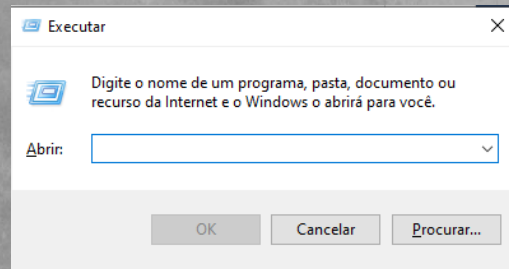 Executar
Digite o nome de um programa, pasta, documento ou
recurso da Internet e o Windows o abrirá para você.
Abrir:
OK
Cancelar
Procurar...